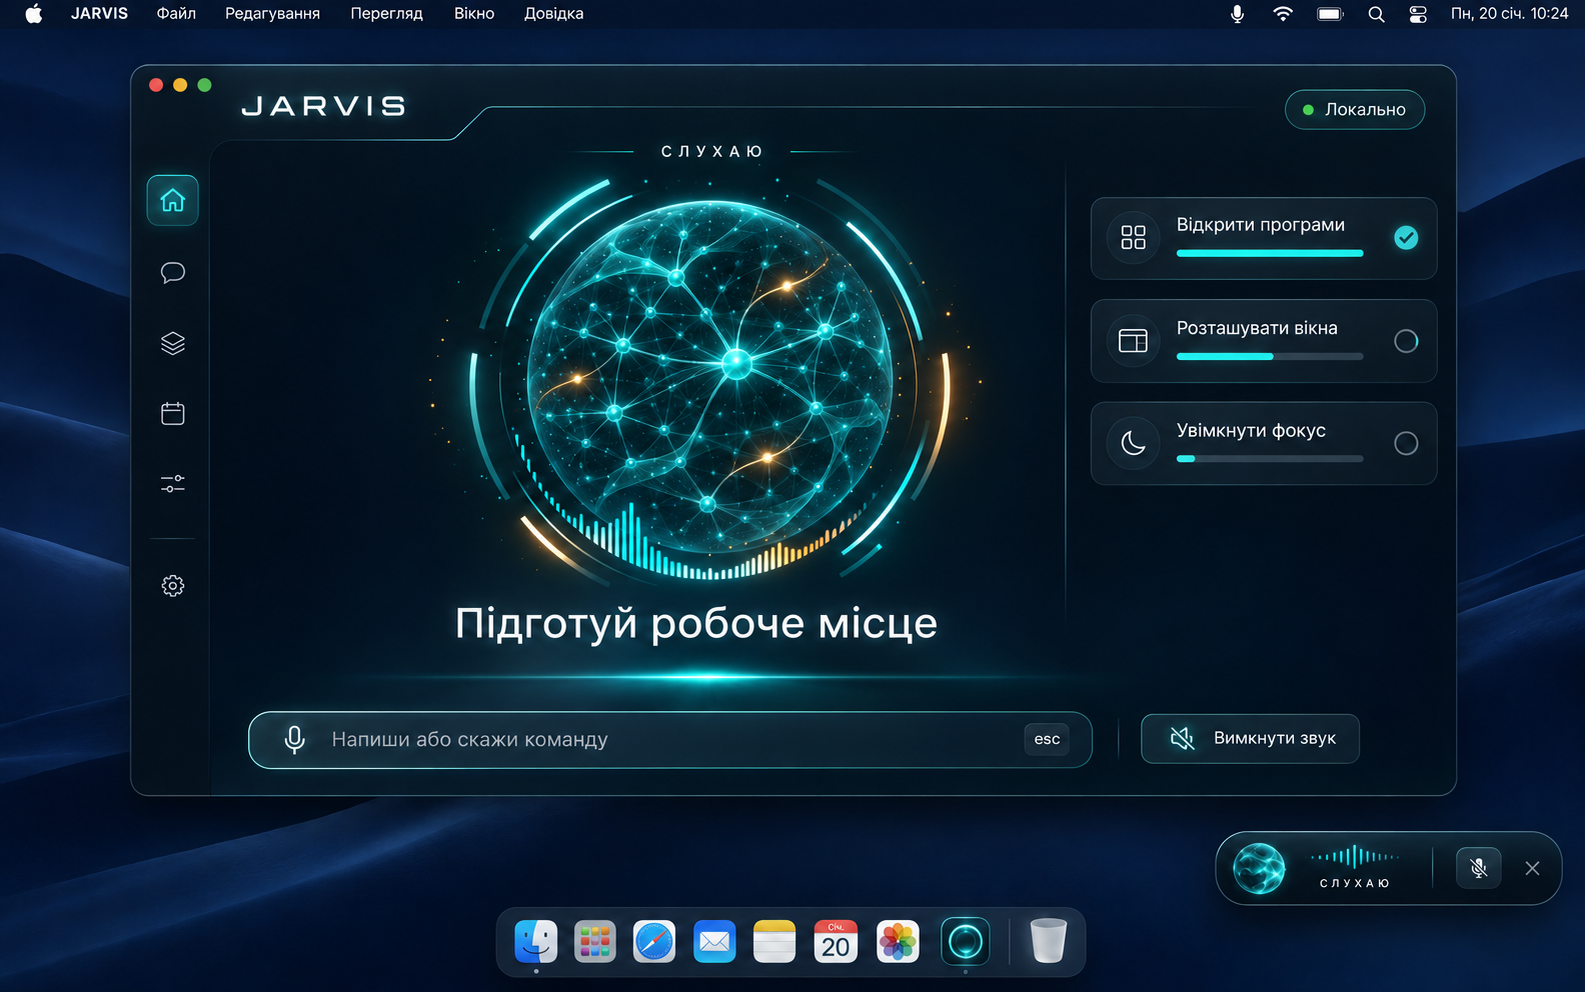 JARVIS Файл Редагування Перегляд Вікно Довідка Пн, 20 січ. 10:24
JARVIS
Локально
СЛУХАЮ
Відкрити програми
Розташувати вікна
Увімкнути фокус
Підготуй робоче місце
Напиши або скажи команду esc
Вимкнути звук
СЛУХАЮ
Січ.
20